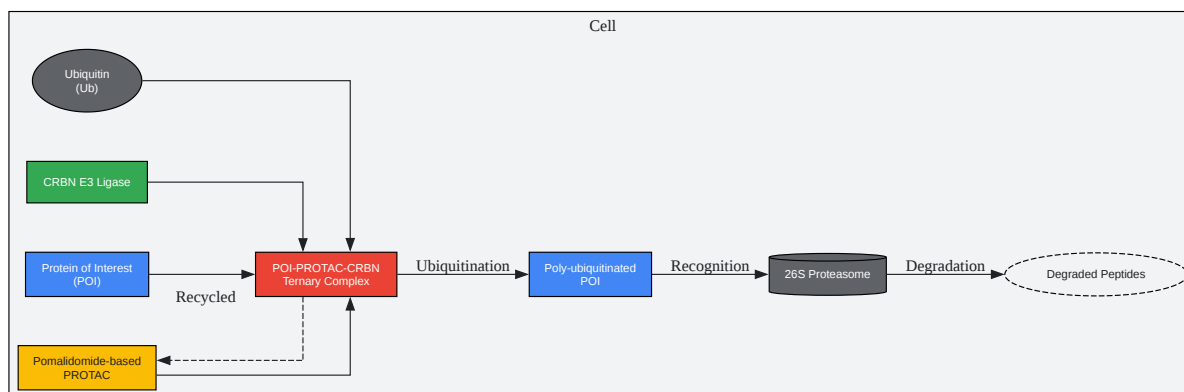 Cell
Ubiquitin
(Ub)
CRBN E3 Ligase
Protein of Interest
(POI)
Recycled
POI-PROTAC-CRBN
Ternary Complex
Ubiquitination
Poly-ubiquitinated
POI
Recognition
26S Proteasome
Degradation
Degraded Peptides
Pomalidomide-based
PROTAC